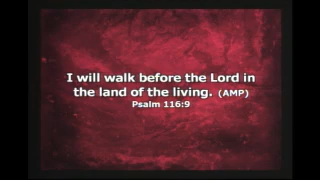 I will walk before the Lord in
the land of the living. (AMP)
Psalm 116:9